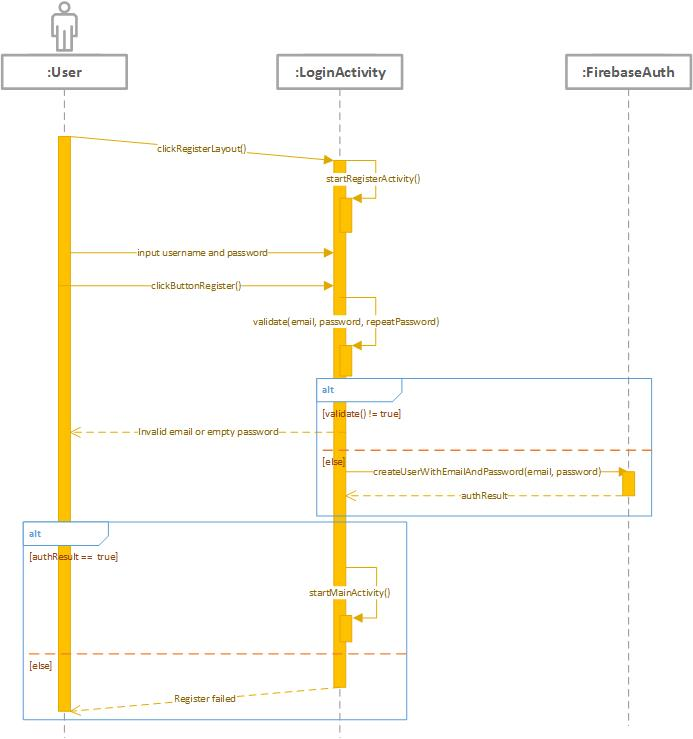 :User
:LoginActivity
:FirebaseAuth
clickRegisterLayout()
startRegisterActivity()
input username and password
clickButtonRegister()
validate(email, password, repeatPassword)
alt
[validate() != true]
Invalid email or empty password
[else]
createUserWithEmailAndPassword(email, password)
authResult
alt
[authResult == true]
startMainActivity()
[else]
Register failed